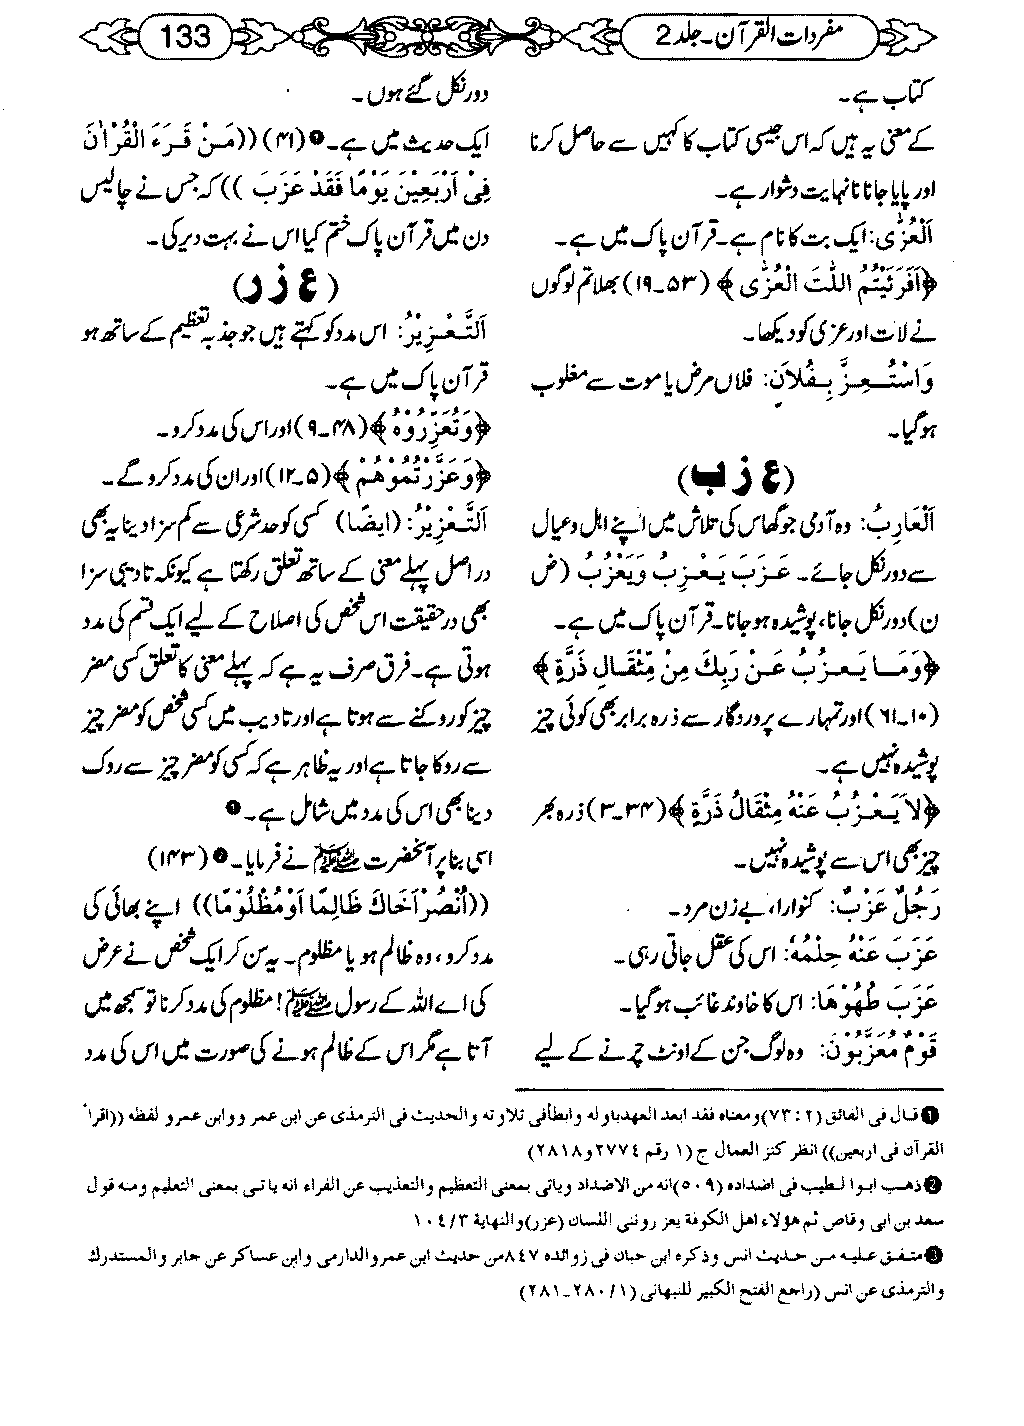 مفردات القرآن۔جلد 2
133
کتاب ہے۔
کے معنی یہ ہیں کہ اس جیسی کتاب کا کہیں سے حاصل کرنا
اور پایا جانا نہایت دشوار ہے۔
اَلْعُزّٰی: ایک بت کا نام ہے۔ قرآن پاک میں ہے۔
﴿اَفَرَئَیْتُمُ اللّٰتَ الْعُزّٰی﴾ (۵۳۔۱۹) بھلا تم لوگوں
نے لات اور عزی کو دیکھا۔
وَاسْتُعِزَّ بِفُلَانٍ: فلاں مرض یا موت سے مغلوب
ہوگیا۔
(ع ز ب)
اَلْعَازِبُ: وہ آدمی جو گھاس کی تلاش میں اپنے اہل وعیال
سے دور نکل جائے۔ عَزَبَ یَعْزِبُ وَیَعْزُبُ (ض
ن) دور نکل جانا، پوشیدہ ہو جانا۔ قرآن پاک میں ہے۔
﴿وَمَا یَعْزُبُ عَنْ رَبِّكَ مِنْ مِّثْقَالِ ذَرَّةٍ﴾
(۱۰۔۶۱) اور تمہارے پروردگار سے ذرہ برابر بھی کوئی چیز
پوشیدہ نہیں ہے۔
﴿لَا یَعْزُبُ عَنْهُ مِثْقَالُ ذَرَّةٍ﴾ (۳۴۔۳) ذرہ بھر
چیز بھی اس سے پوشیدہ نہیں۔
رَجُلٌ عَزْبٌ: کنوارا، بے زن مرد۔
عَزَبَ عَنْهُ حِلْمُهٗ: اس کی عقل جاتی رہی۔
عَزَبَ طُهُوْهَا: اس کا خاوند غائب ہوگیا۔
قَوْمٌ مُعَزِّبُوْنَ: وہ لوگ جن کے اونٹ چرنے کے لیے
دور نکل گئے ہوں۔
ایک حدیث میں ہے۔❶ (۴۱) ((مَنْ قَرَءَ الْقُرْاٰنَ
فِیْ اَرْبَعِیْنَ یَوْمًا فَقَدْ عَزَبَ)) کہ جس نے چالیس
دن میں قرآن پاک ختم کیا اس نے بہت دیر کی۔
(ع ز ر)
اَلتَّعْزِیْرُ: اس مدد کو کہتے ہیں جو جذبہ تعظیم کے ساتھ ہو
قرآن پاک میں ہے۔
﴿وَتُعَزِّرُوْهُ﴾ (۴۸۔۹) اور اس کی مدد کرو۔
﴿وَعَزَّرْتُمُوْهُمْ﴾ (۵۔۱۲) اور ان کی مدد کرو گے۔
اَلتَّعْزِیْرُ: (ایضًا) کسی کو حد شرعی سے کم سزا دینا یہ بھی
در اصل پہلے معنی کے ساتھ تعلق رکھتا ہے کیونکہ تادیبی سزا
بھی درحقیقت اس شخص کی اصلاح کے لیے ایک قسم کی مدد
ہوتی ہے۔ فرق صرف یہ ہے کہ پہلے معنی کا تعلق کسی مضر
چیز کو روکنے سے ہوتا ہے اور تادیب میں کسی شخص کو مضر چیز
سے روکا جاتا ہے اور یہ ظاہر ہے کہ کسی کو مضر چیز سے روک
دینا بھی اس کی مدد میں شامل ہے۔❷
اسی بنا پر آنحضرت ﷺ نے فرمایا۔❸ (۱۴۳)
((اُنْصُرْ اَخَاكَ ظَالِمًا اَوْ مَظْلُوْمًا)) اپنے بھائی کی
مدد کرو، وہ ظالم ہو یا مظلوم۔ یہ سن کر ایک شخص نے عرض
کی اے اللہ کے رسول ﷺ! مظلوم کی مدد کرنا تو سمجھ میں
آتا ہے مگر اس کے ظالم ہونے کی صورت میں اس کی مدد
❶ قال فی الفائق (۲ : ۷۳) ومعناه فقد ابعد العهد باوله وابطأ فی تلاوته والحدیث فی الترمذی عن ابن عمر ووابن عمرو لفظه ((اقرأ
القرآن فی اربعین)) انظر کنز العمال ج (۱ رقم ۲۷۷٤ و ۲۸۱۸)
❷ ذهب ابوا لطیب فی اضداده (۵۰۹) انه من الاضداد ویاتی بمعنی التعظیم والتعذیب عن الفراء انه یاتی بمعنی التعلیم ومنه قول
سعد بن ابی وقاص ثم هؤلاء اهل الکوفة یعز روننی اللسان (عزر) والنهایة ۱۰٤/۳
❸ متفق علیه من حدیث انس وذکره ابن حبان فی زوائده ۸٤۷ من حدیث ابن عمر والدارمی وابن عساکر عن جابر والمستدرك
والترمذی عن انس (راجع الفتح الکبیر للنبهانی (۱/ ۲۸۰۔۲۸۱)